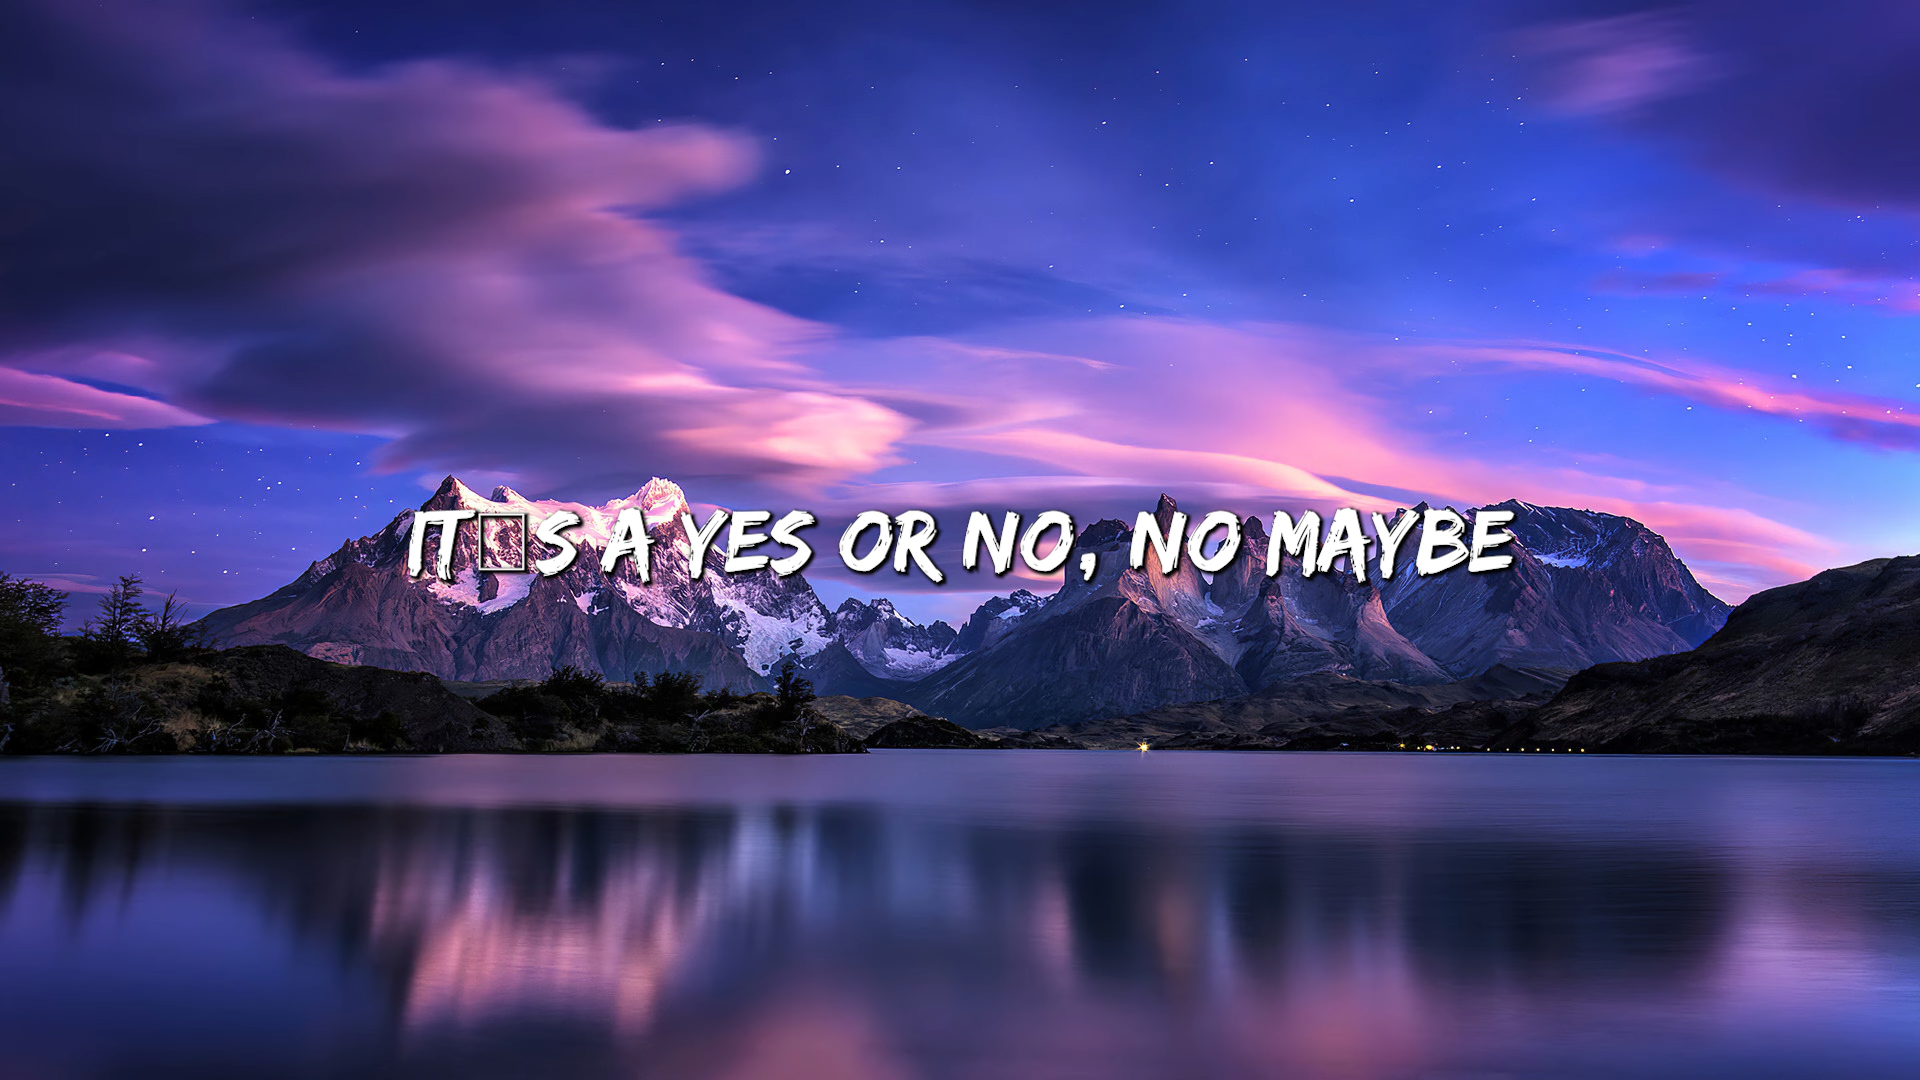 IT□S A YES OR NO, NO MAYBE